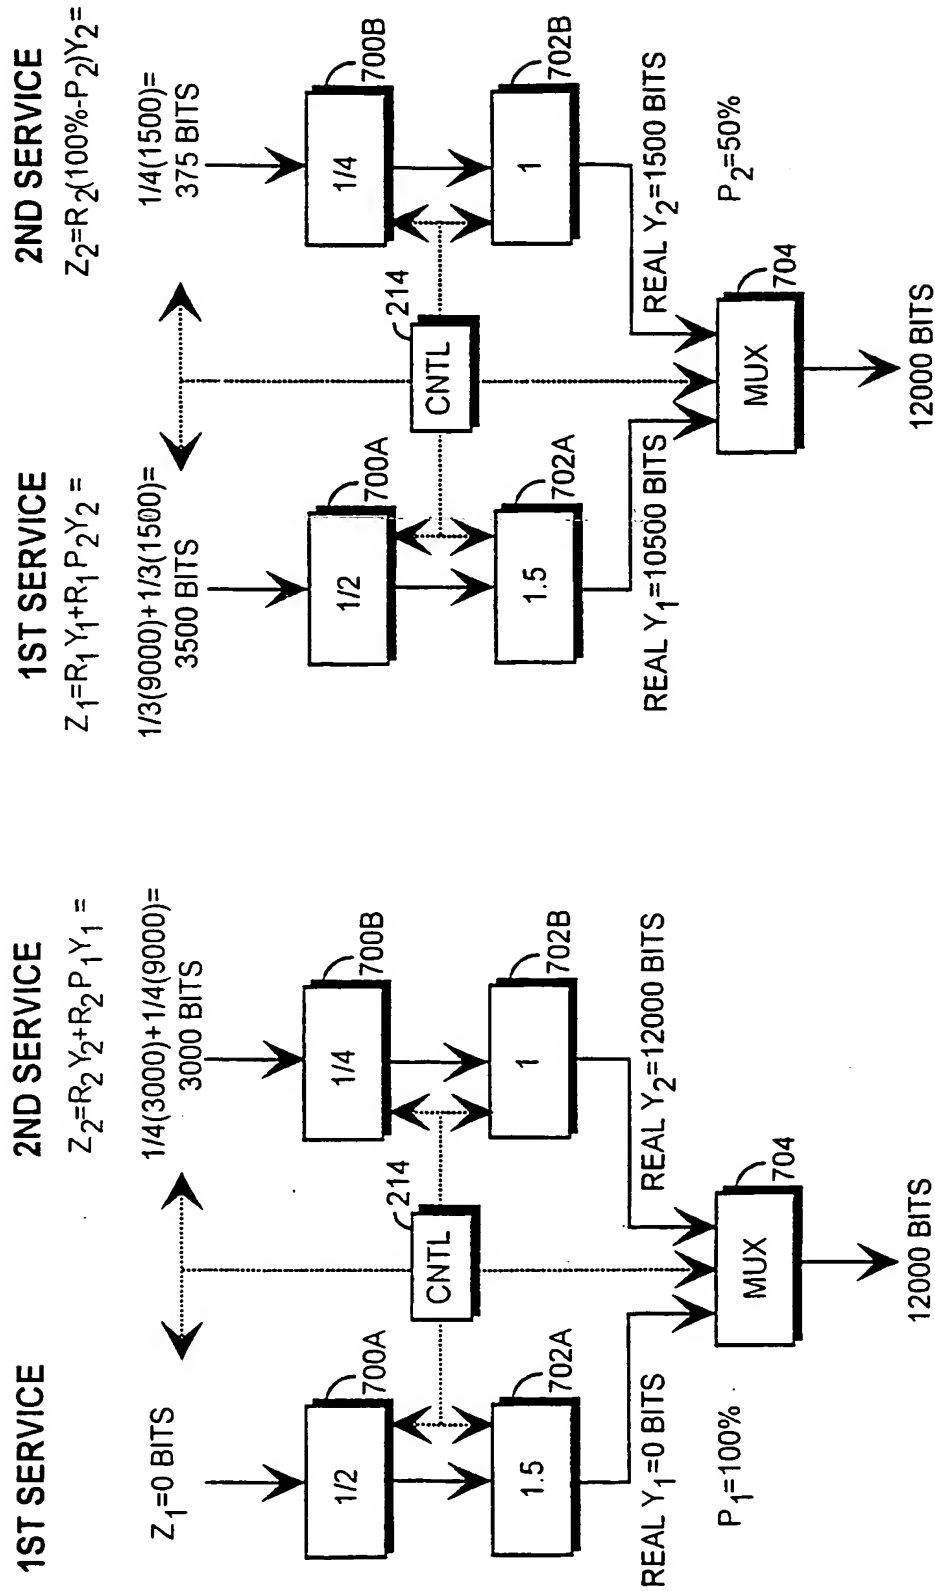 1ST SERVICE
Z1=0 BITS
1/2
700A
1.5
702A
REAL Y1=0 BITS
P1=100%
2ND SERVICE
Z2=R2Y2+R2P1Y1 =
1/4(3000)+1/4(9000)=
3000 BITS
1/4
700B
1
702B
REAL Y2=12000 BITS
CNTL
214
MUX
704
12000 BITS
1ST SERVICE
Z1=R1Y1+R1P2Y2 =
1/3(9000)+1/3(1500)=
3500 BITS
1/2
700A
1.5
702A
REAL Y1=10500 BITS
2ND SERVICE
Z2=R2(100%-P2)Y2=
1/4(1500)=
375 BITS
1/4
700B
1
702B
REAL Y2=1500 BITS
P2=50%
CNTL
214
MUX
704
12000 BITS